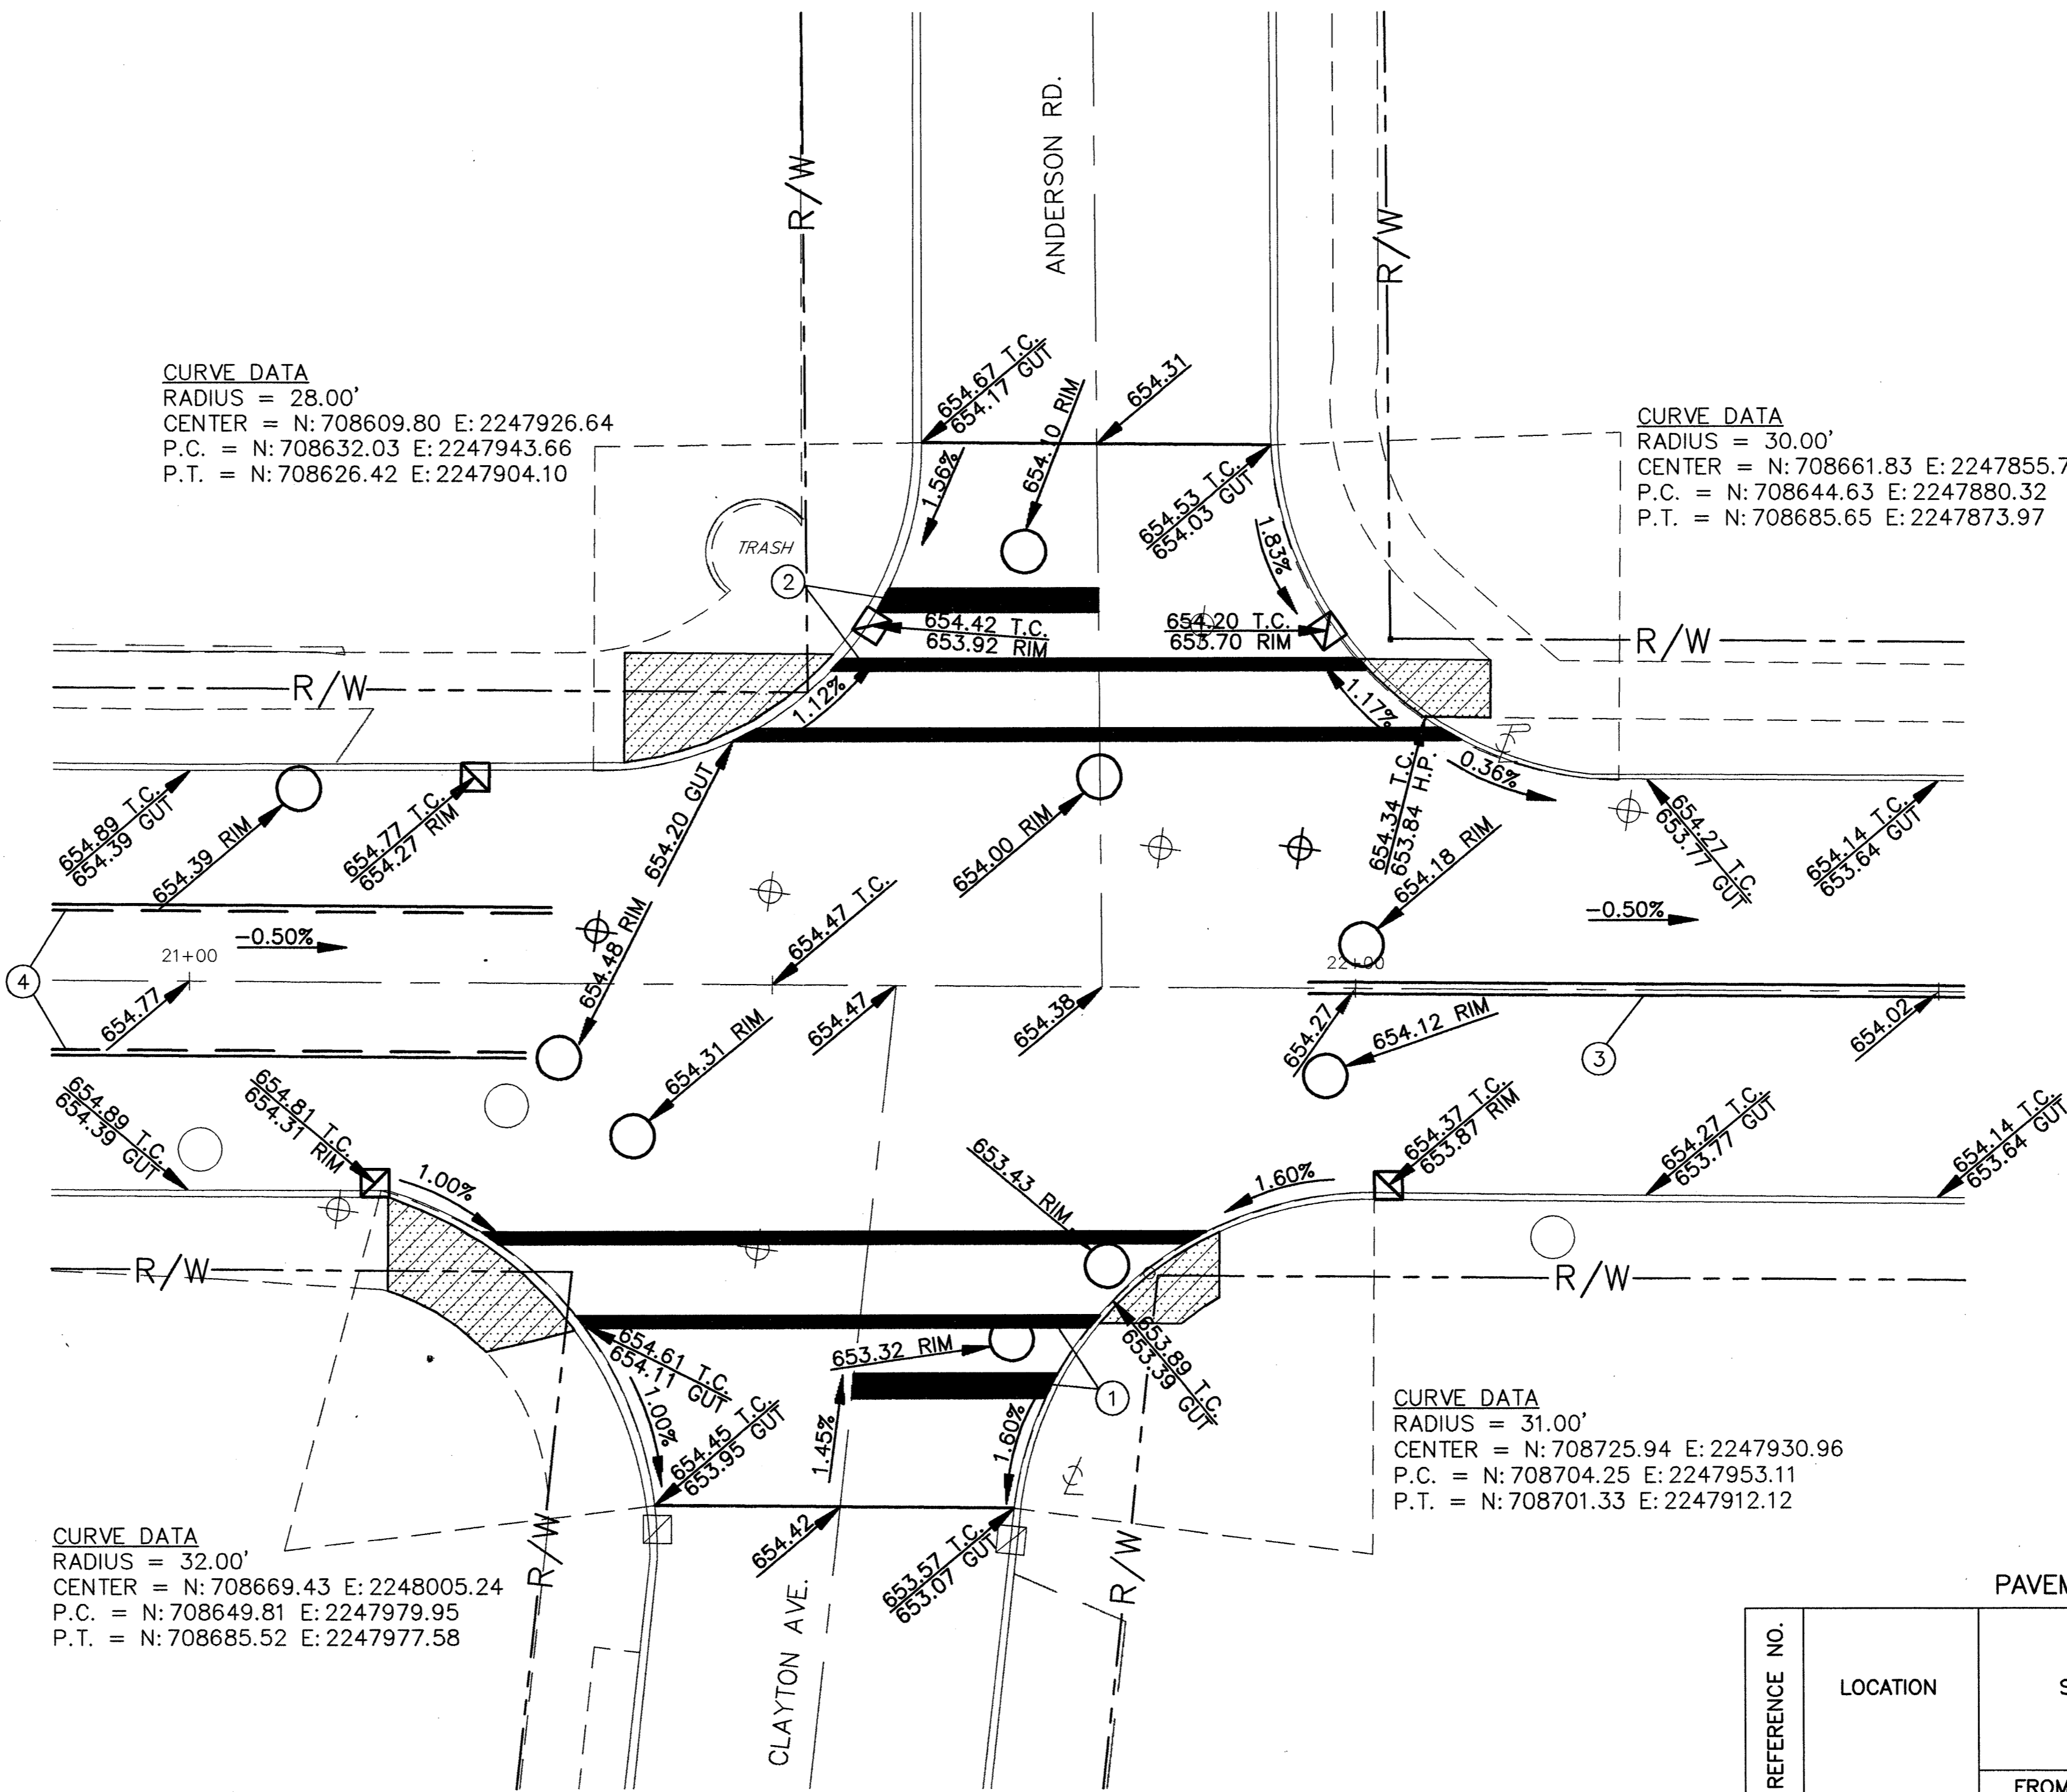 ANDERSON RD.
R/W
R/W
CURVE DATA
RADIUS = 28.00'
CENTER = N:708609.80 E:2247926.64
P.C. = N:708632.03 E:2247943.66
P.T. = N:708626.42 E:2247904.10
654.67 T.C.
654.17 GUT
654.10 RIM
654.31
CURVE DATA
RADIUS = 30.00'
CENTER = N:708661.83 E:2247855.7
P.C. = N:708644.63 E:2247880.32
P.T. = N:708685.65 E:2247873.97
1.56%
654.53 T.C.
654.03 GUT
1.83%
TRASH
2
654.42 T.C.
653.92 RIM
654.20 T.C.
653.70 RIM
R/W
R/W
1.12%
1.17%
0.36%
654.89 T.C.
654.39 GUT
654.39 RIM
654.77 T.C.
654.27 RIM
654.20 GUT
654.48 RIM
654.00 RIM
654.34 T.C.
653.84 H.P.
654.18 RIM
654.27 T.C.
653.77 GUT
654.14 T.C.
653.64 GUT
654.47 T.C.
-0.50%
-0.50%
21+00
22+00
4
654.77
654.47
654.38
654.27
654.12 RIM
3
654.02
654.31 RIM
654.89 T.C.
654.39 GUT
654.81 T.C.
654.31 RIM
653.43 RIM
654.37 T.C.
653.87 RIM
654.27 T.C.
653.77 GUT
654.14 T.C.
653.64 GUT
1.00%
1.60%
R/W
R/W
654.61 T.C.
654.11 GUT
653.32 RIM
653.89 T.C.
653.39 GUT
1
1.00%
654.45 T.C.
653.95 GUT
1.45%
1.60%
CURVE DATA
RADIUS = 31.00'
CENTER = N:708725.94 E:2247930.96
P.C. = N:708704.25 E:2247953.11
P.T. = N:708701.33 E:2247912.12
654.42
653.57 T.C.
653.07 GUT
R/W
R/W
CURVE DATA
RADIUS = 32.00'
CENTER = N:708669.43 E:2248005.24
P.C. = N:708649.81 E:2247979.95
P.T. = N:708685.52 E:2247977.58
CLAYTON AVE.
PAVEM
REFERENCE NO.
LOCATION
S
FROM